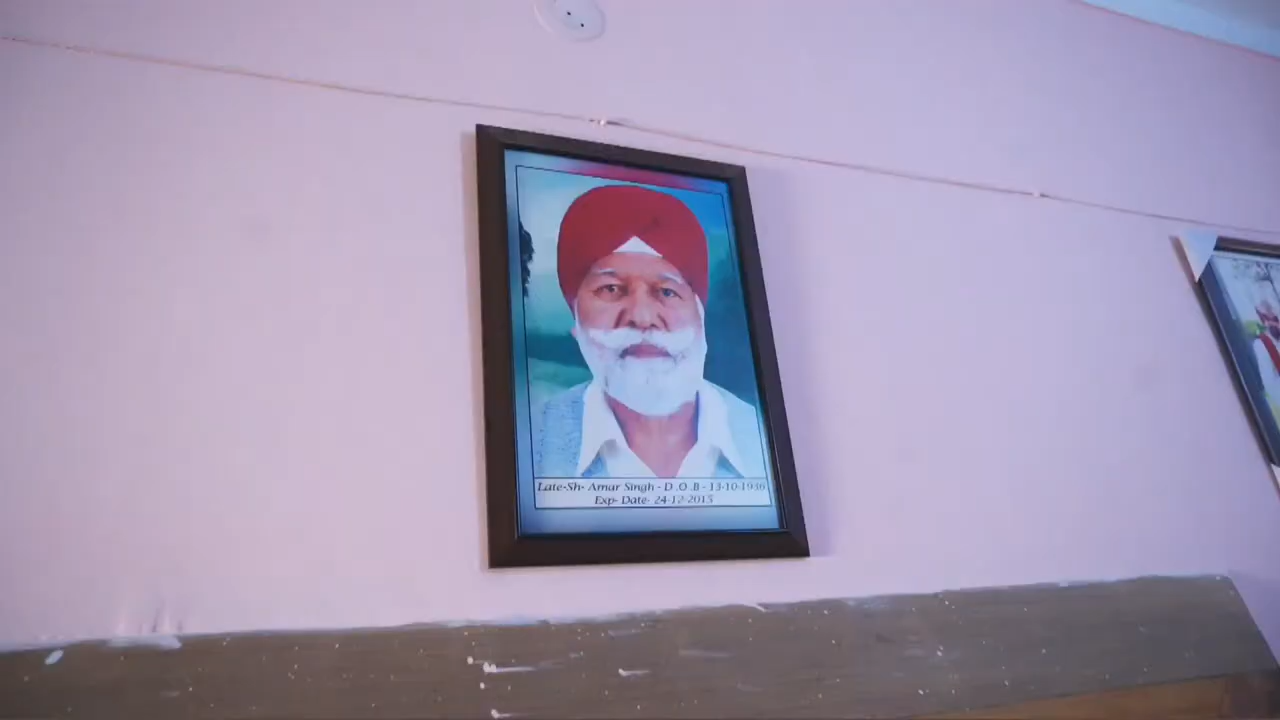 Late-Sh- Amar Singh - D .O .B - 13-10-1936
Exp- Date- 24-12-2015